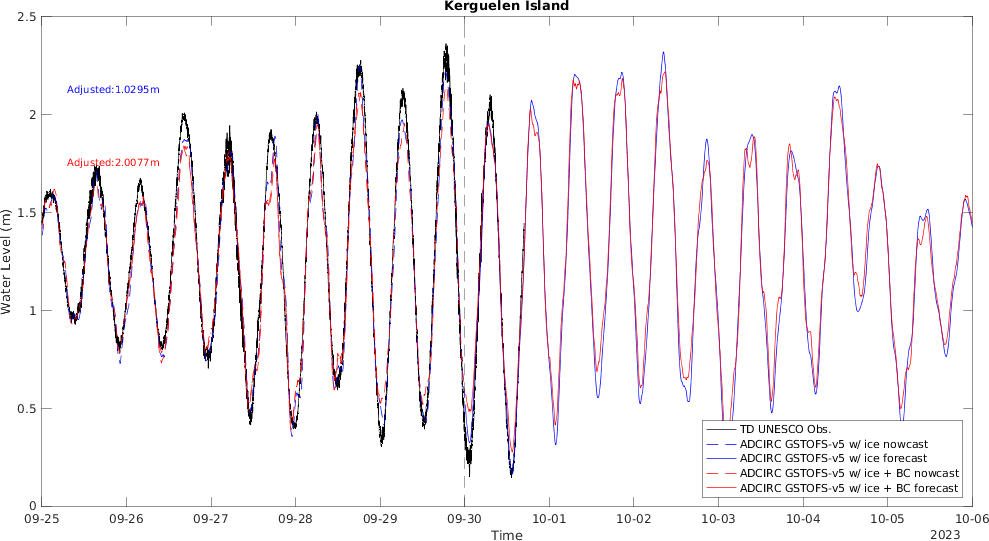 Kerguelen Island
2.5
2
1.5
1
0.5
0
Water Level (m)
Adjusted:1.0295m
Adjusted:2.0077m
TD UNESCO Obs.
ADCIRC GSTOFS-v5 w/ ice nowcast
ADCIRC GSTOFS-v5 w/ ice forecast
ADCIRC GSTOFS-v5 w/ ice + BC nowcast
ADCIRC GSTOFS-v5 w/ ice + BC forecast
09-25 09-26 09-27 09-28 09-29 09-30 10-01 10-02 10-03 10-04 10-05 10-06
Time
2023